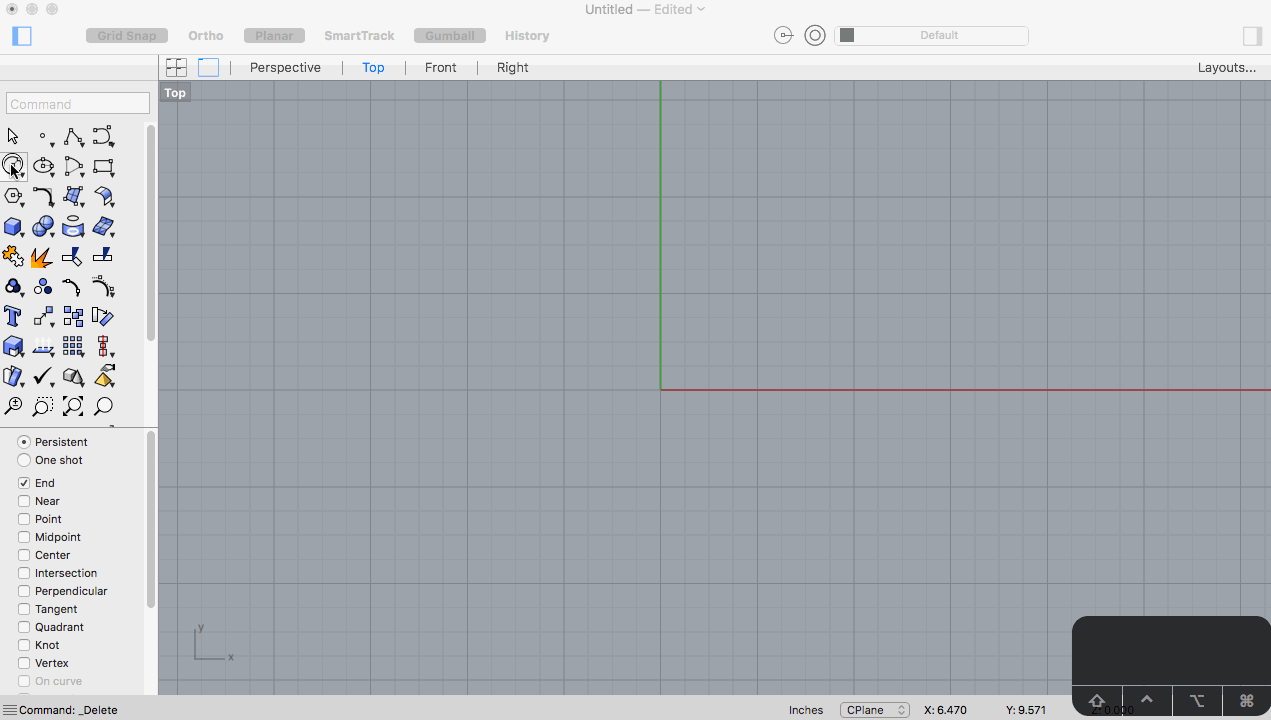 Untitled — Edited
Grid Snap Ortho Planar SmartTrack Gumball History Default
Perspective Top Front Right Layouts...
Top
Command
Persistent
One shot
End
Near
Point
Midpoint
Center
Intersection
Perpendicular
Tangent
Quadrant
Knot
Vertex
On curve
y
x
Command: _Delete Inches CPlane X: 6.470 Y: 9.571 Z: 0.000